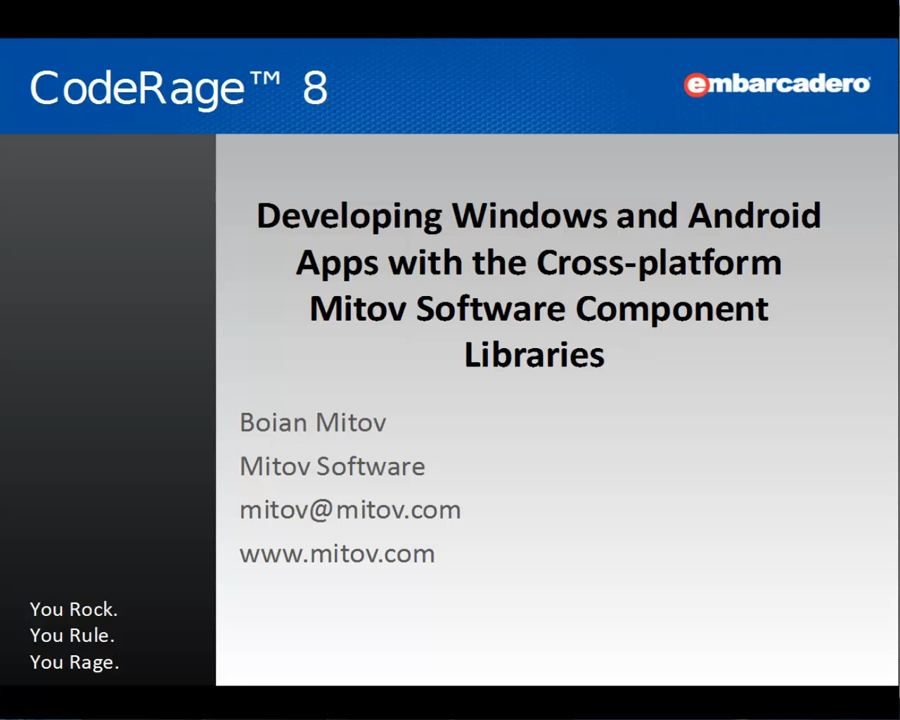 CodeRage™ 8
embarcadero®
Developing Windows and Android
Apps with the Cross-platform
Mitov Software Component
Libraries
Boian Mitov
Mitov Software
mitov@mitov.com
www.mitov.com
You Rock.
You Rule.
You Rage.